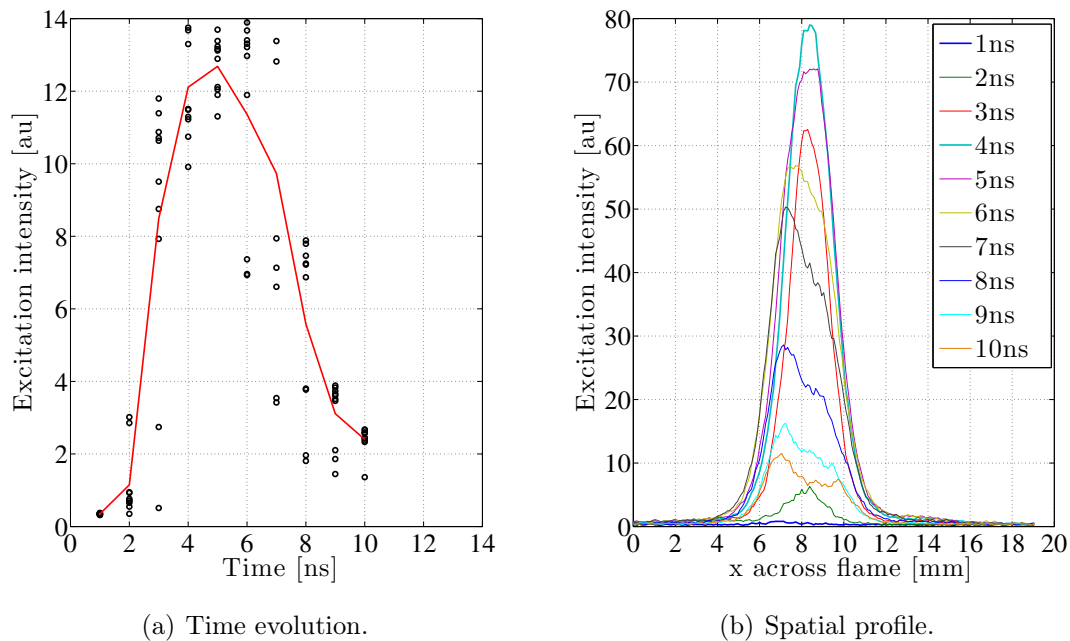 14
12
10
8
6
4
2
0
Excitation intensity [au]
0 2 4 6 8 10 12 14
Time [ns]
(a) Time evolution.
80
70
60
50
40
30
20
10
0
Excitation intensity [au]
0 2 4 6 8 10 12 14 16 18 20
x across flame [mm]
1ns
2ns
3ns
4ns
5ns
6ns
7ns
8ns
9ns
10ns
(b) Spatial profile.